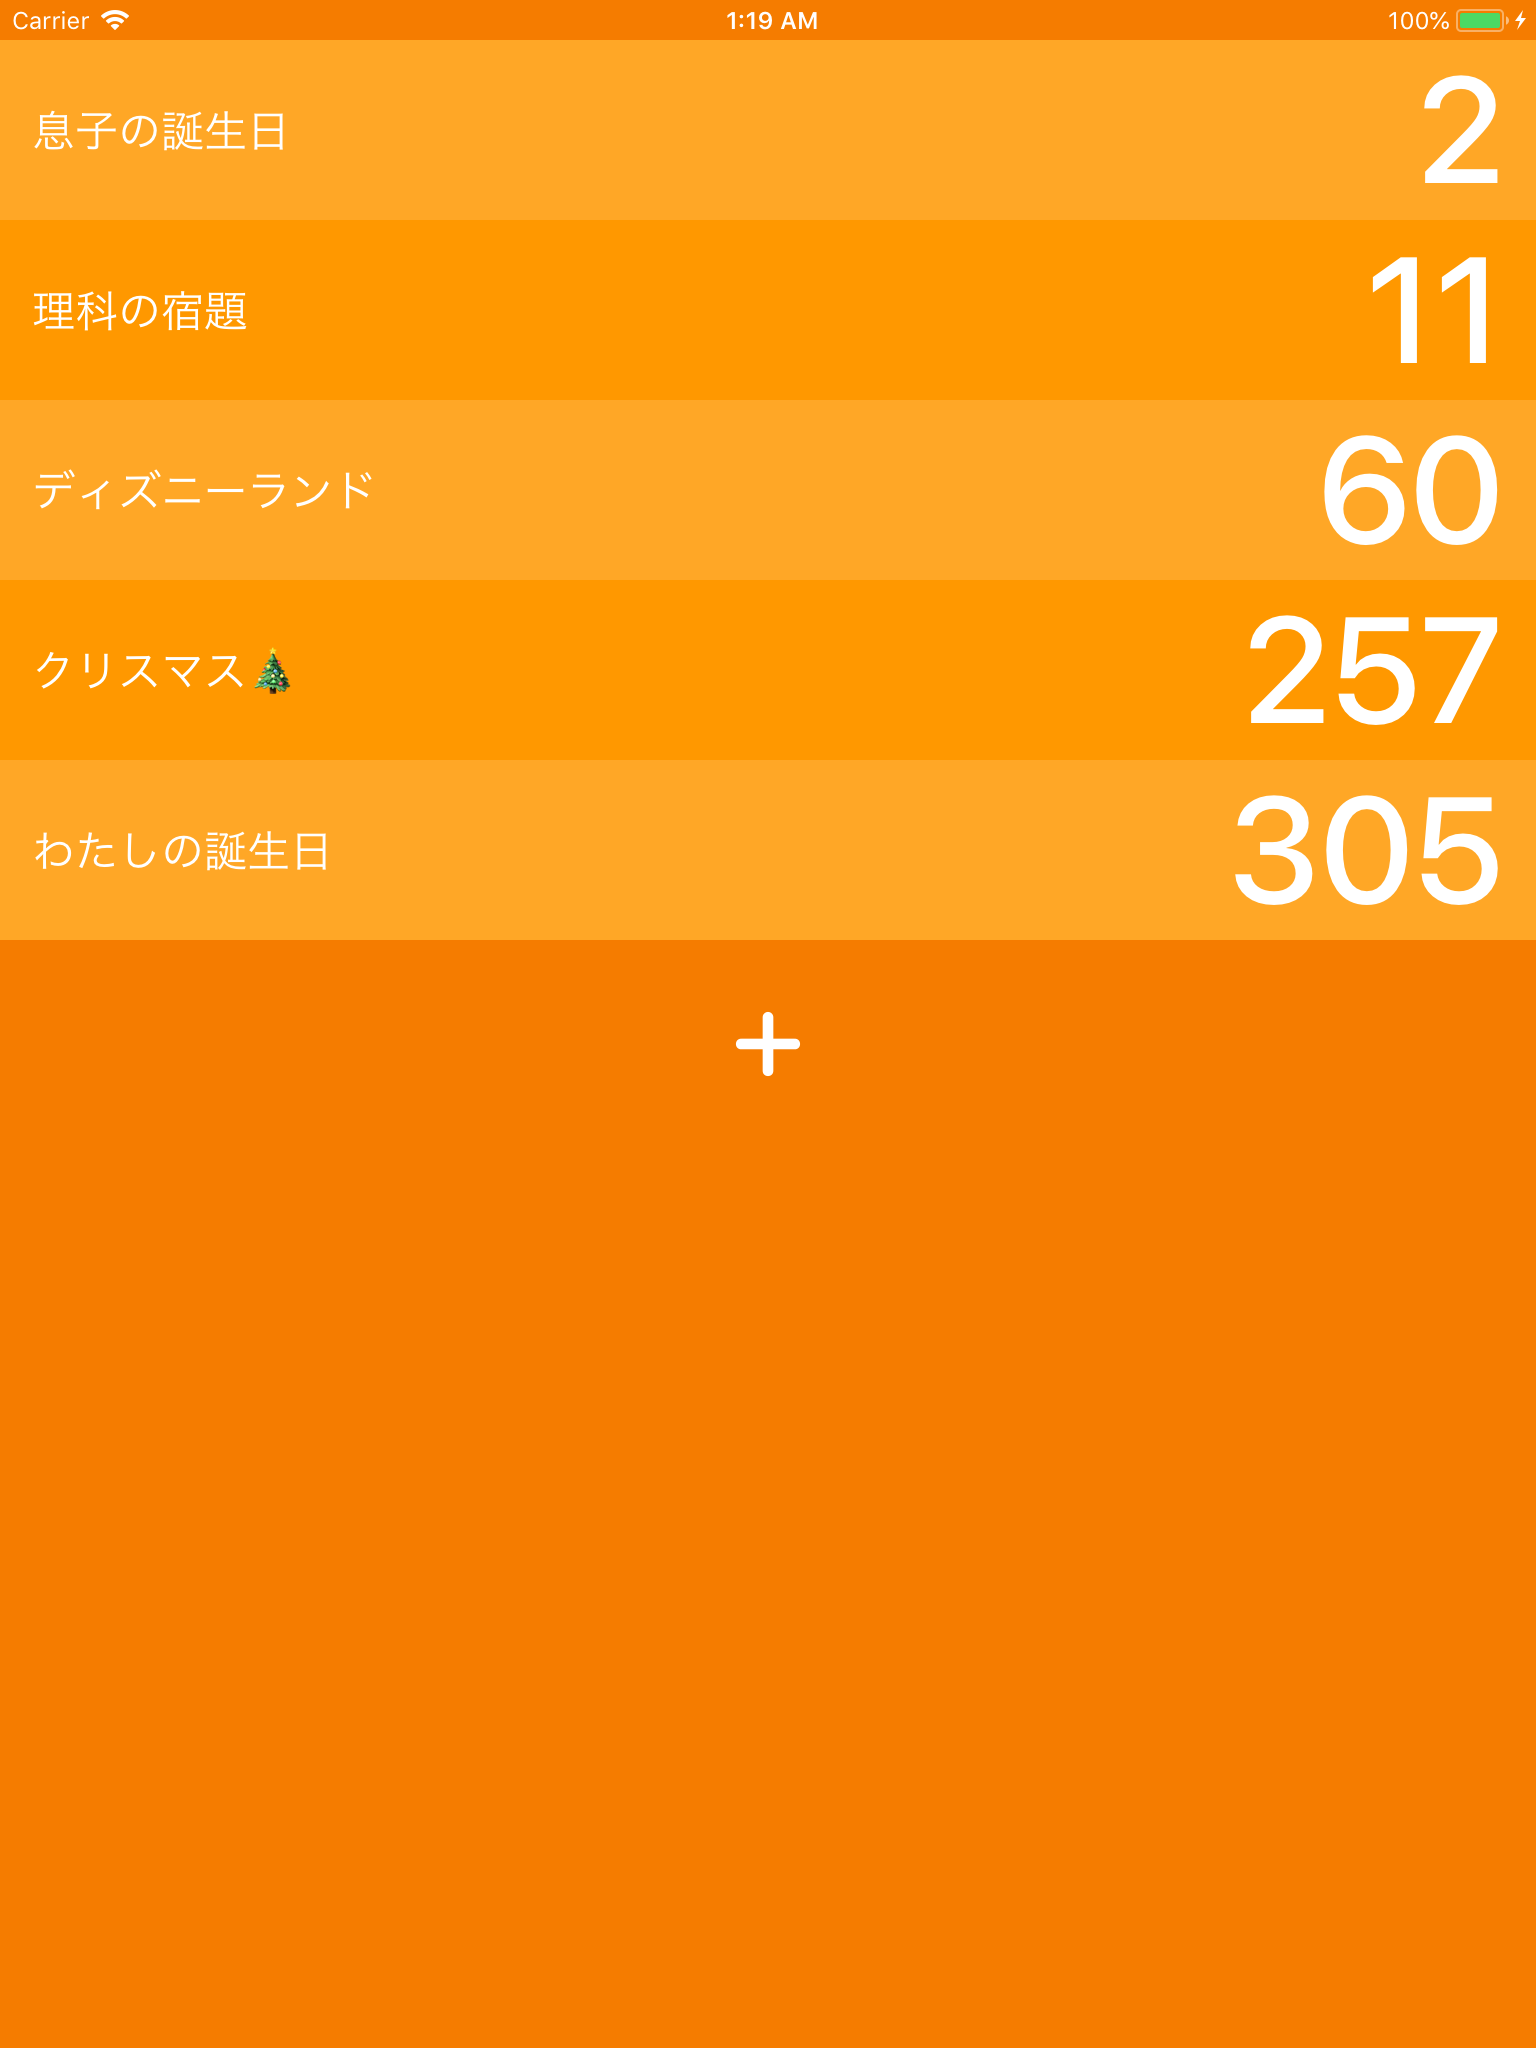 Carrier 1:19 AM 100%
息子の誕生日 2
理科の宿題 11
ディズニーランド 60
クリスマス🎄 257
わたしの誕生日 305